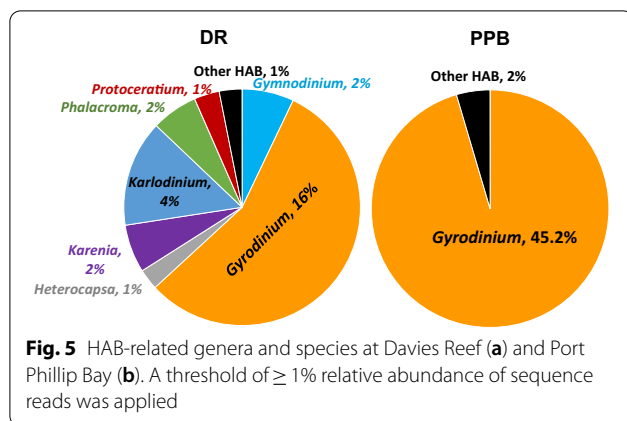 DR
PPB
Other HAB, 1%
Gymnodinium, 2%
Protoceratium, 1%
Phalacroma, 2%
Karlodinium,
4%
Karenia,
2%
Heterocapsa, 1%
Gyrodinium, 16%
Other HAB, 2%
Gyrodinium, 45.2%
Fig. 5 HAB-related genera and species at Davies Reef (a) and Port
Phillip Bay (b). A threshold of ≥ 1% relative abundance of sequence
reads was applied